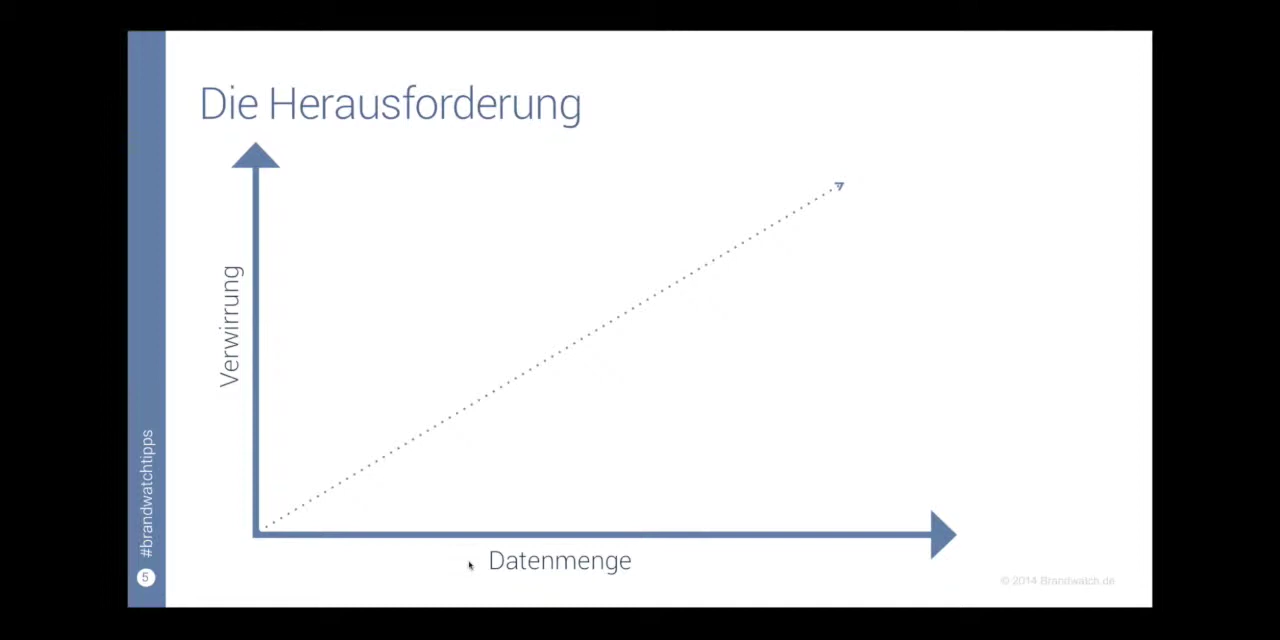 Die Herausforderung
Verwirrung
Datenmenge
#brandwatchtipps
5
© 2014 Brandwatch.de